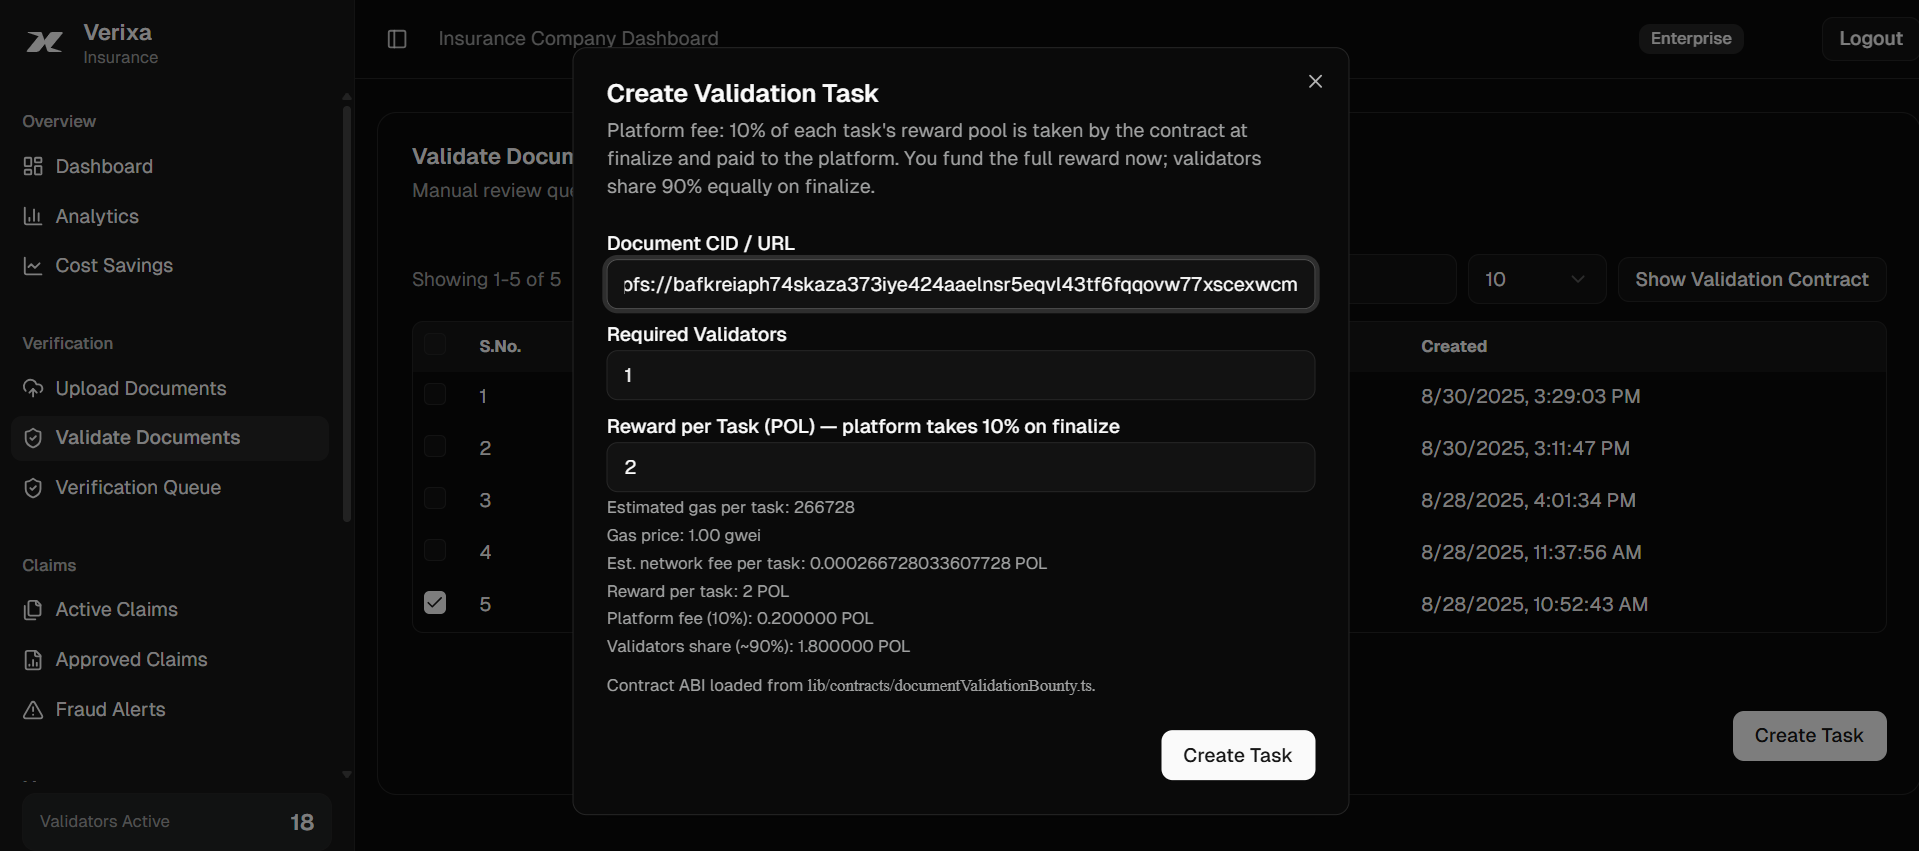 Verixa
Insurance
Overview
Dashboard
Analytics
Cost Savings
Verification
Upload Documents
Validate Documents
Verification Queue
Claims
Active Claims
Approved Claims
Fraud Alerts
Validators Active 18
Insurance Company Dashboard
Enterprise
Logout
Validate Docum
Manual review que
Showing 1-5 of 5
10
Show Validation Contract
S.No.
Created
1 8/30/2025, 3:29:03 PM
2 8/30/2025, 3:11:47 PM
3 8/28/2025, 4:01:34 PM
4 8/28/2025, 11:37:56 AM
5 8/28/2025, 10:52:43 AM
Create Task
Create Validation Task
Platform fee: 10% of each task's reward pool is taken by the contract at
finalize and paid to the platform. You fund the full reward now; validators
share 90% equally on finalize.
Document CID / URL
pfs://bafkreiaph74skaza373iye424aaelnsr5eqvl43tf6fqqovw77xscexwcm
Required Validators
1
Reward per Task (POL) — platform takes 10% on finalize
2
Estimated gas per task: 266728
Gas price: 1.00 gwei
Est. network fee per task: 0.000266728033607728 POL
Reward per task: 2 POL
Platform fee (10%): 0.200000 POL
Validators share (~90%): 1.800000 POL
Contract ABI loaded from lib/contracts/documentValidationBounty.ts.
Create Task